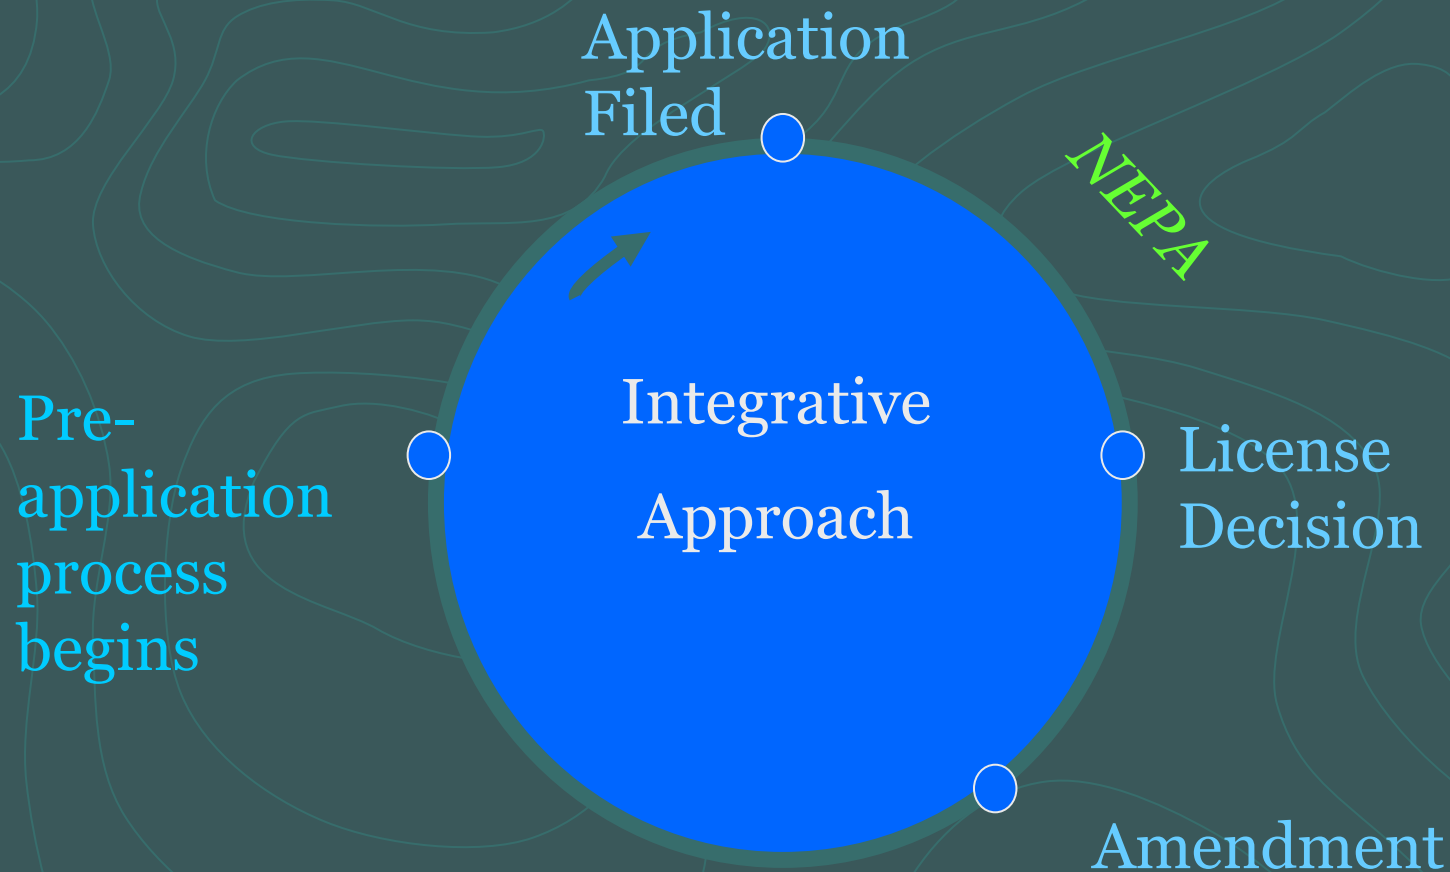 Application
Filed
NEPA
Integrative
Approach
Pre-
application
process
begins
License
Decision
Amendment